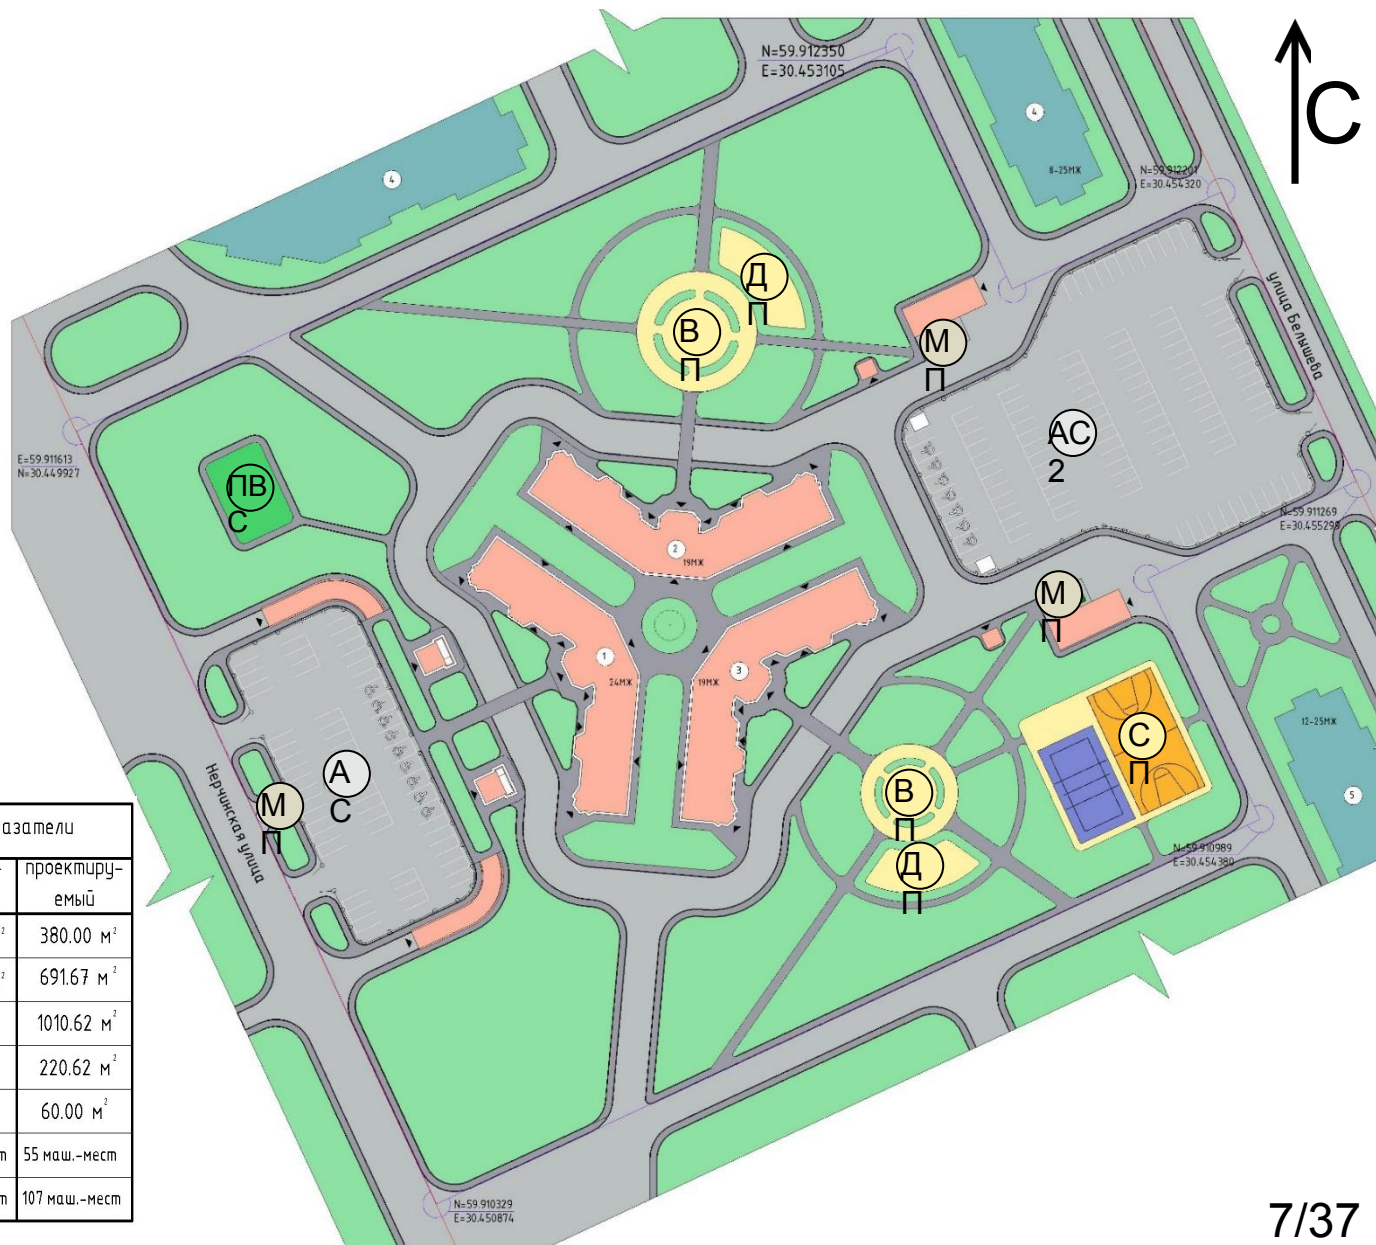 N=59.912350
E=30.453105
С
4
4
8-25МЖ
N=59.912201
E=30.454320
улица Белышева
Д
П
В
П
М
П
АС
2
E=59.911613
N=30.449927
ПВ
С
N=59.911269
E=30.455299
2
19МЖ
М
П
1
24МЖ
3
19МЖ
С
П
12-25МЖ
5
Нерчинская улица
А
С
М
П
В
П
Д
П
N=59.910989
E=30.454380
азатели
проектиру-
емый
380.00 м²
691.67 м²
1010.62 м²
220.62 м²
60.00 м²
т 55 маш.-мест
т 107 маш.-мест
N=59.910329
E=30.450874
7/37